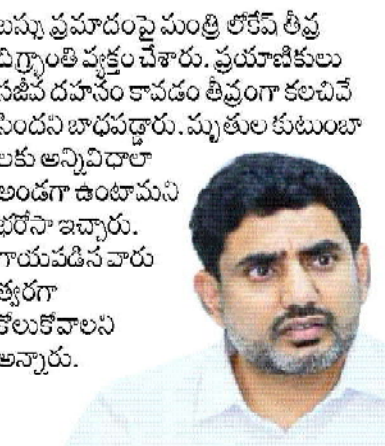 బస్సు ప్రమాదంపై మంత్రి లోకేష్ తీవ్ర
దిగ్భ్రాంతి వ్యక్తం చేశారు. ప్రయాణికులు
సజీవ దహనం కావడం తీవ్రంగా కలచివే
సిందని బాధపడ్డారు. మృతుల కుటుంబా
లకు అన్నివిధాలా
అండగా ఉంటామని
భరోసా ఇచ్చారు.
గాయపడిన వారు
త్వరగా
కోలుకోవాలని
అన్నారు.